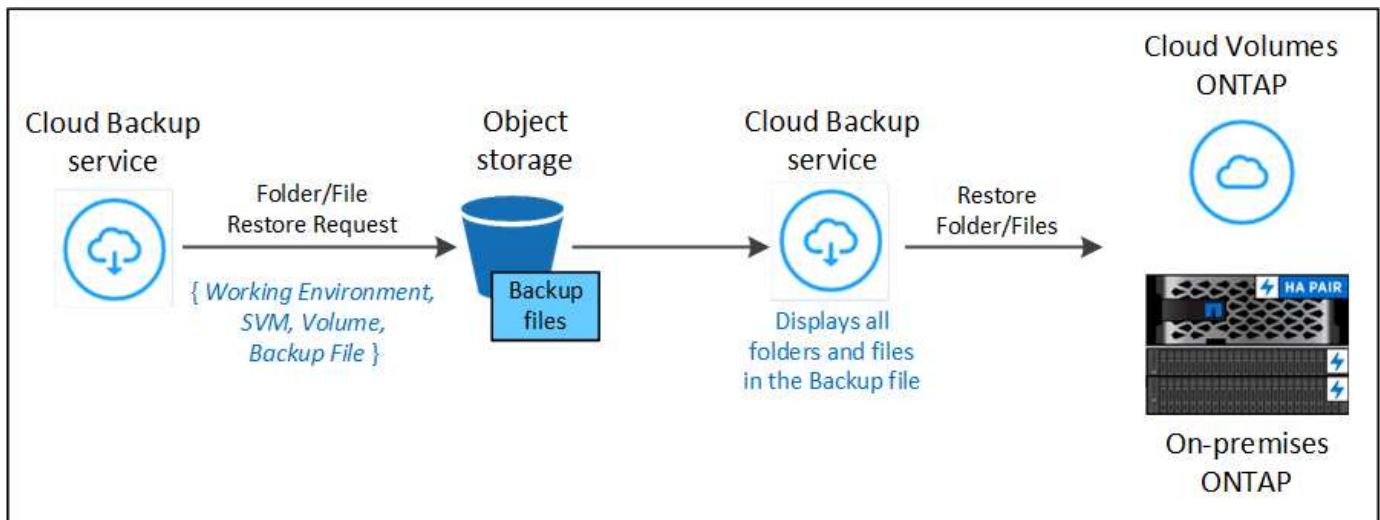 Cloud Backup
service
Folder/File
Restore Request
{ Working Environment,
SVM, Volume,
Backup File }
Object
storage
Backup
files
Cloud Backup
service
Displays all
folders and files
in the Backup file
Restore
Folder/Files
Cloud Volumes
ONTAP
HA PAIR
On-premises
ONTAP